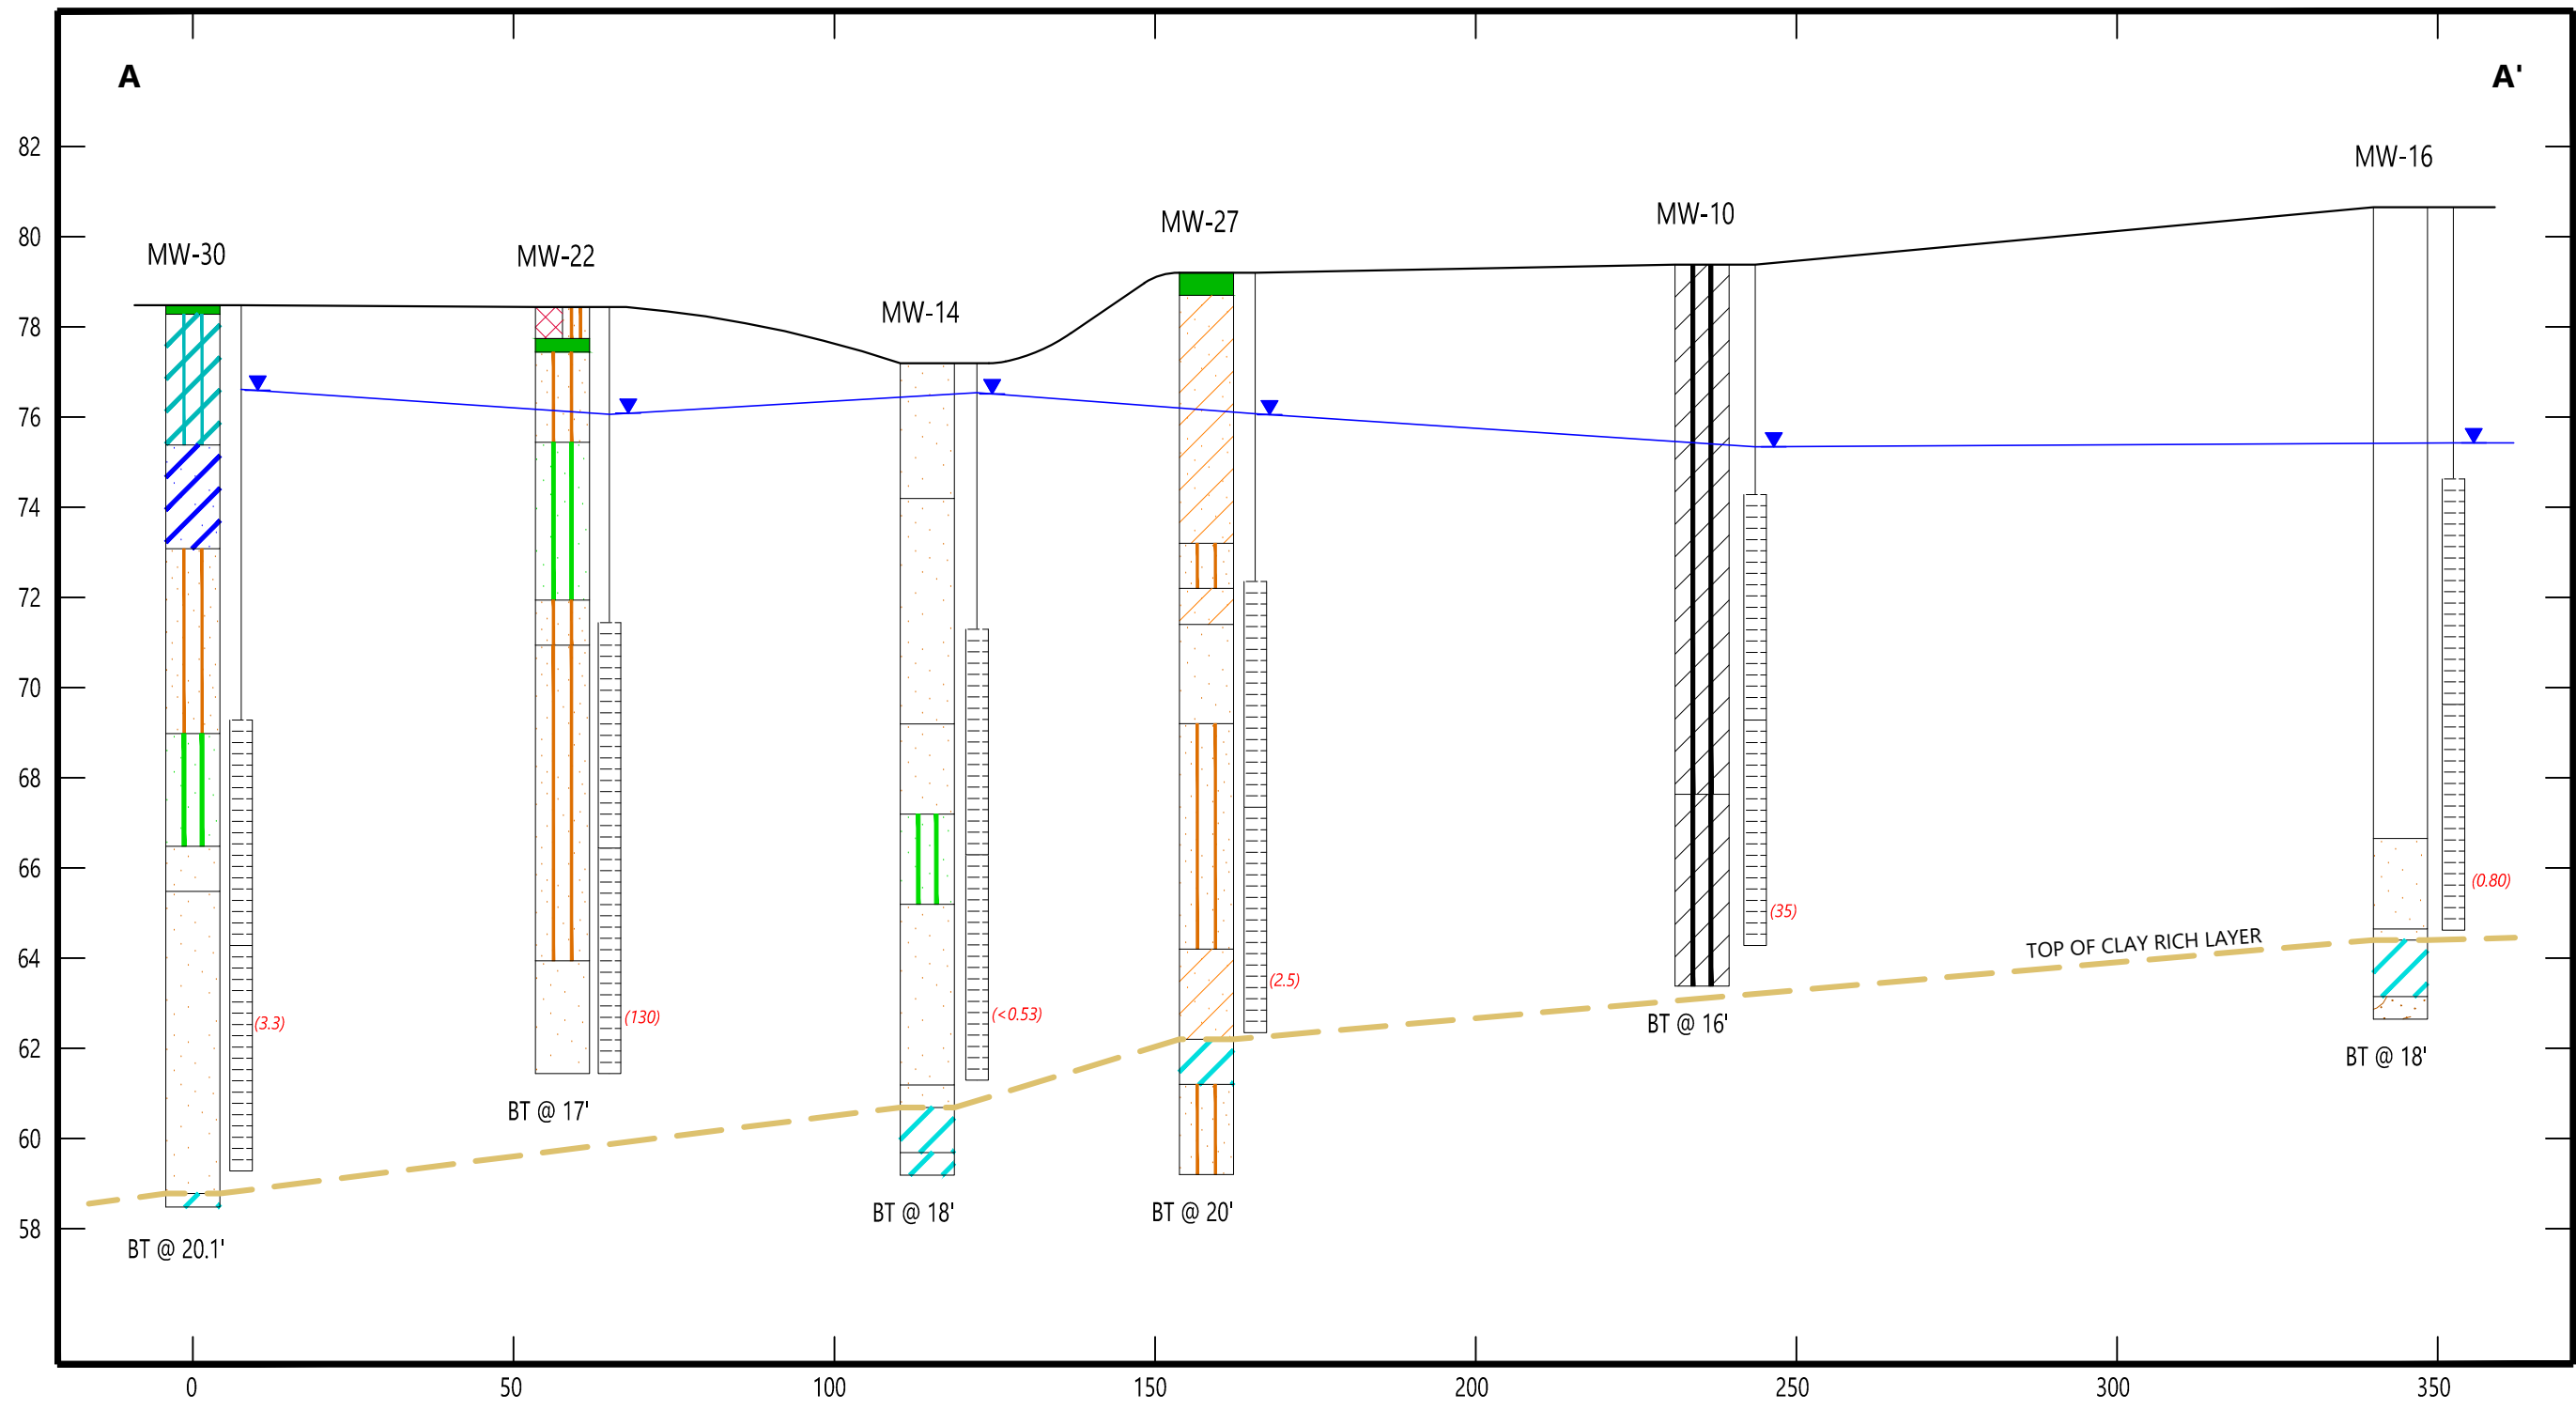 A
A'
82
MW-16
80
MW-27
MW-10
MW-30
MW-22
78
MW-14
76
74
72
70
68
66
(0.80)
(35)
64
TOP OF CLAY RICH LAYER
(2.5)
(3.3)
(130)
(<0.53)
BT @ 16'
62
BT @ 18'
BT @ 17'
60
BT @ 18'
BT @ 20'
58
BT @ 20.1'
0
50
100
150
200
250
300
350